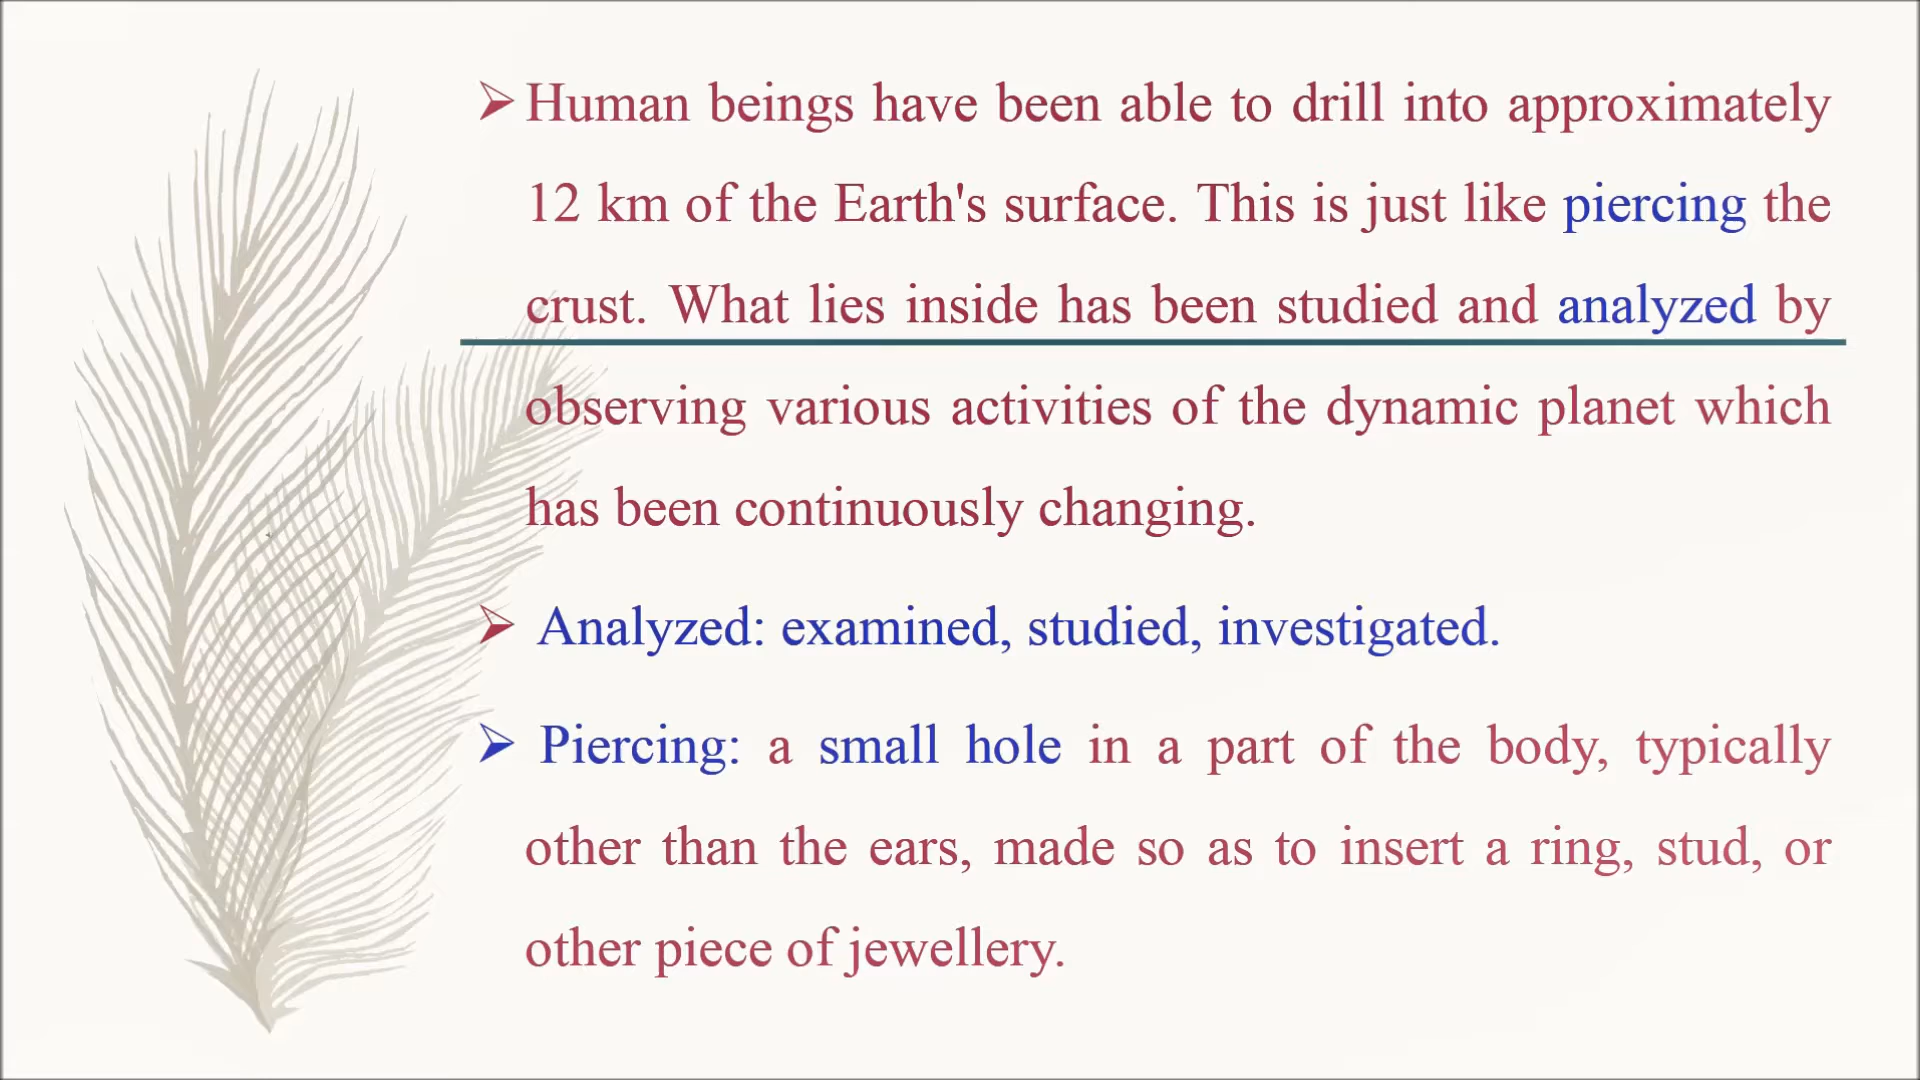 ➢ Human beings have been able to drill into approximately
12 km of the Earth's surface. This is just like piercing the
crust. What lies inside has been studied and analyzed by
observing various activities of the dynamic planet which
has been continuously changing.
➢ Analyzed: examined, studied, investigated.
➢ Piercing: a small hole in a part of the body, typically
other than the ears, made so as to insert a ring, stud, or
other piece of jewellery.